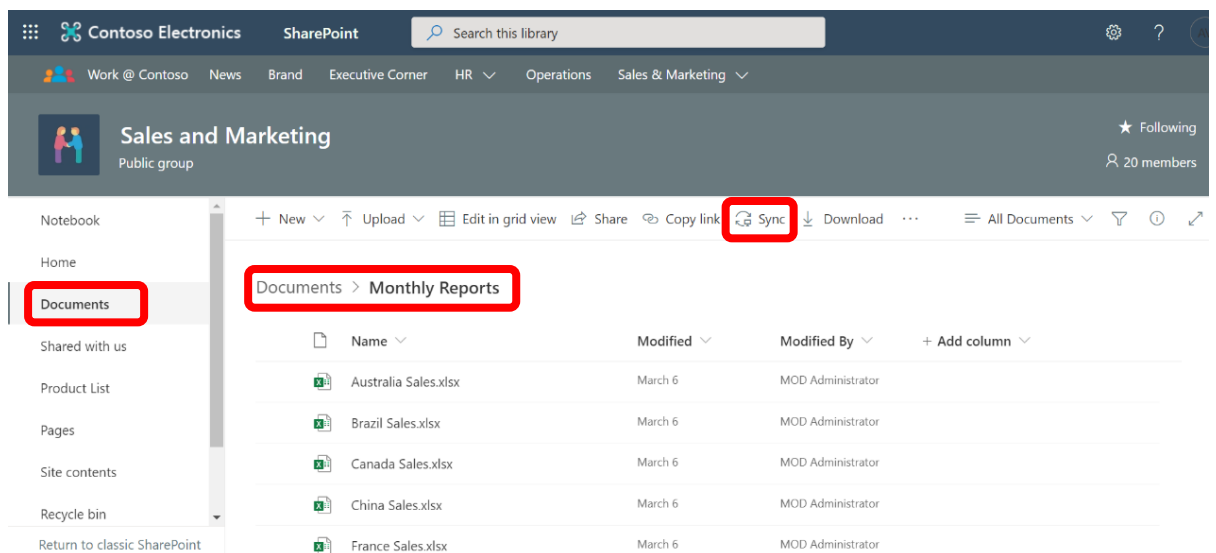 Contoso Electronics SharePoint Search this library ?
Work @ Contoso News Brand Executive Corner HR Operations Sales & Marketing
Sales and Marketing
Public group
Following
20 members
Notebook
Home
Documents
Shared with us
Product List
Pages
Site contents
Recycle bin
Return to classic SharePoint
+ New Upload Edit in grid view Share Copy link Sync Download ··· All Documents
Documents > Monthly Reports
Name Modified Modified By + Add column
Australia Sales.xlsx March 6 MOD Administrator
Brazil Sales.xlsx March 6 MOD Administrator
Canada Sales.xlsx March 6 MOD Administrator
China Sales.xlsx March 6 MOD Administrator
France Sales.xlsx March 6 MOD Administrator